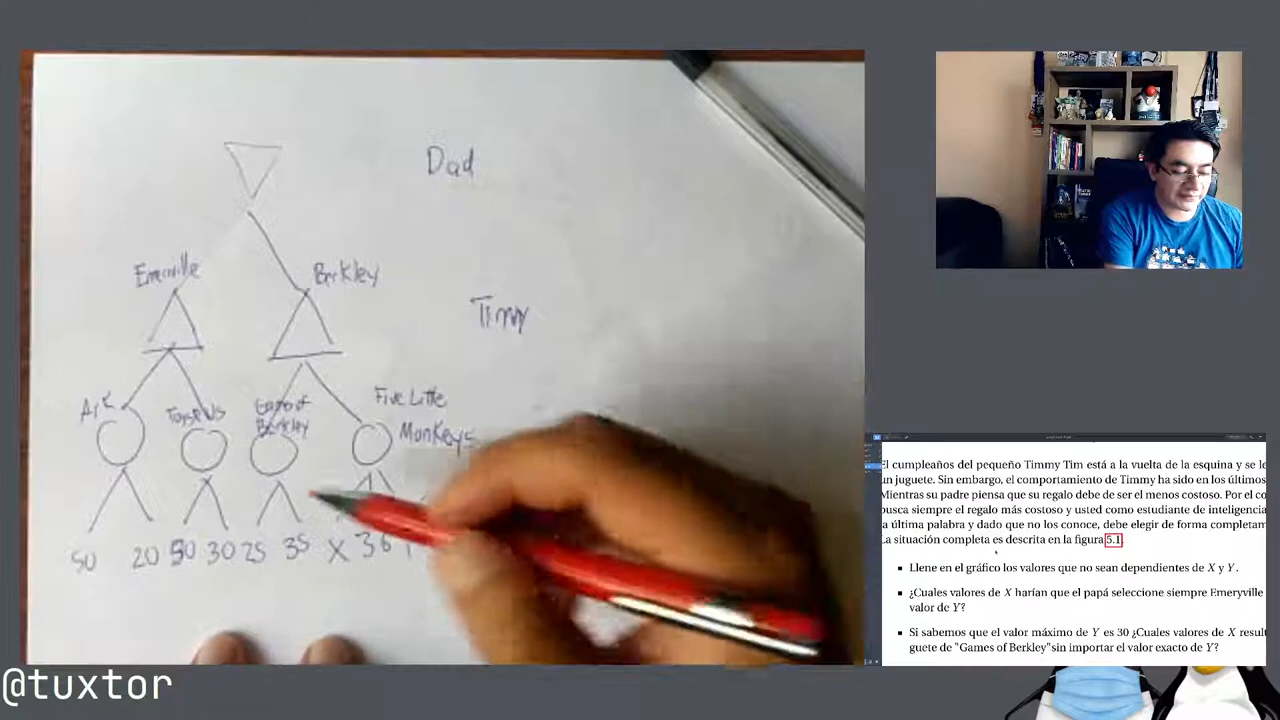 Dad
Emerville
Berkley
Timmy
Ark
Toys R Us
Games of
Berkley
Five Little
Monkeys
50 20 50 30 25 35 X 36
El cumpleaños del pequeño Timmy Tim está a la vuelta de la esquina y se le
un juguete. Sin embargo, el comportamiento de Timmy ha sido en los últimos
Mientras su padre piensa que su regalo debe de ser el menos costoso. Por el co
busca siempre el regalo más costoso y usted como estudiante de inteligencia
la última palabra y dado que no los conoce, debe elegir de forma completam
La situación completa es descrita en la figura 5.1.
▪ Llene en el gráfico los valores que no sean dependientes de X y Y.
▪ ¿Cuales valores de X harían que el papá seleccione siempre Emeryville
valor de Y?
▪ Si sabemos que el valor máximo de Y es 30 ¿Cuales valores de X result
guete de "Games of Berkley"sin importar el valor exacto de Y?
@tuxtor